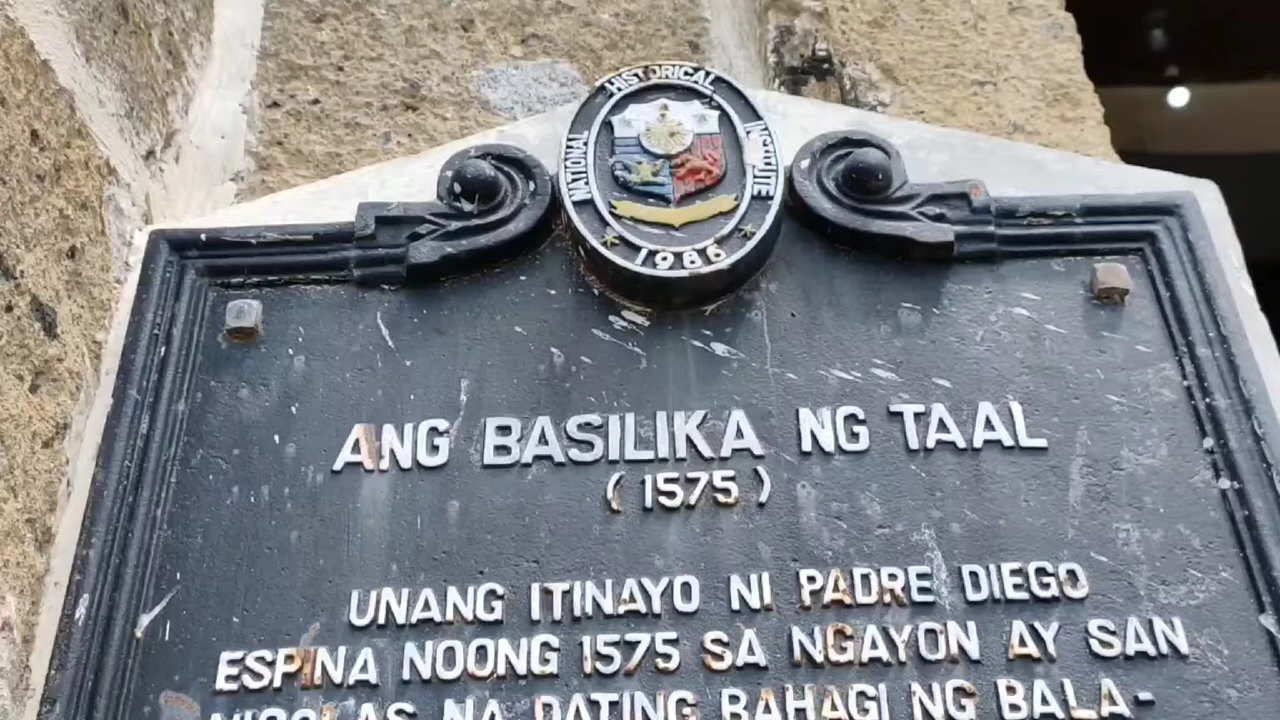 NATIONAL HISTORICAL INSTITUTE
1986
ANG BASILIKA NG TAAL
( 1575 )
UNANG ITINAYO NI PADRE DIEGO
ESPINA NOONG 1575 SA NGAYON AY SAN
NICOLAS NA DATING BAHAGI NG BALA-